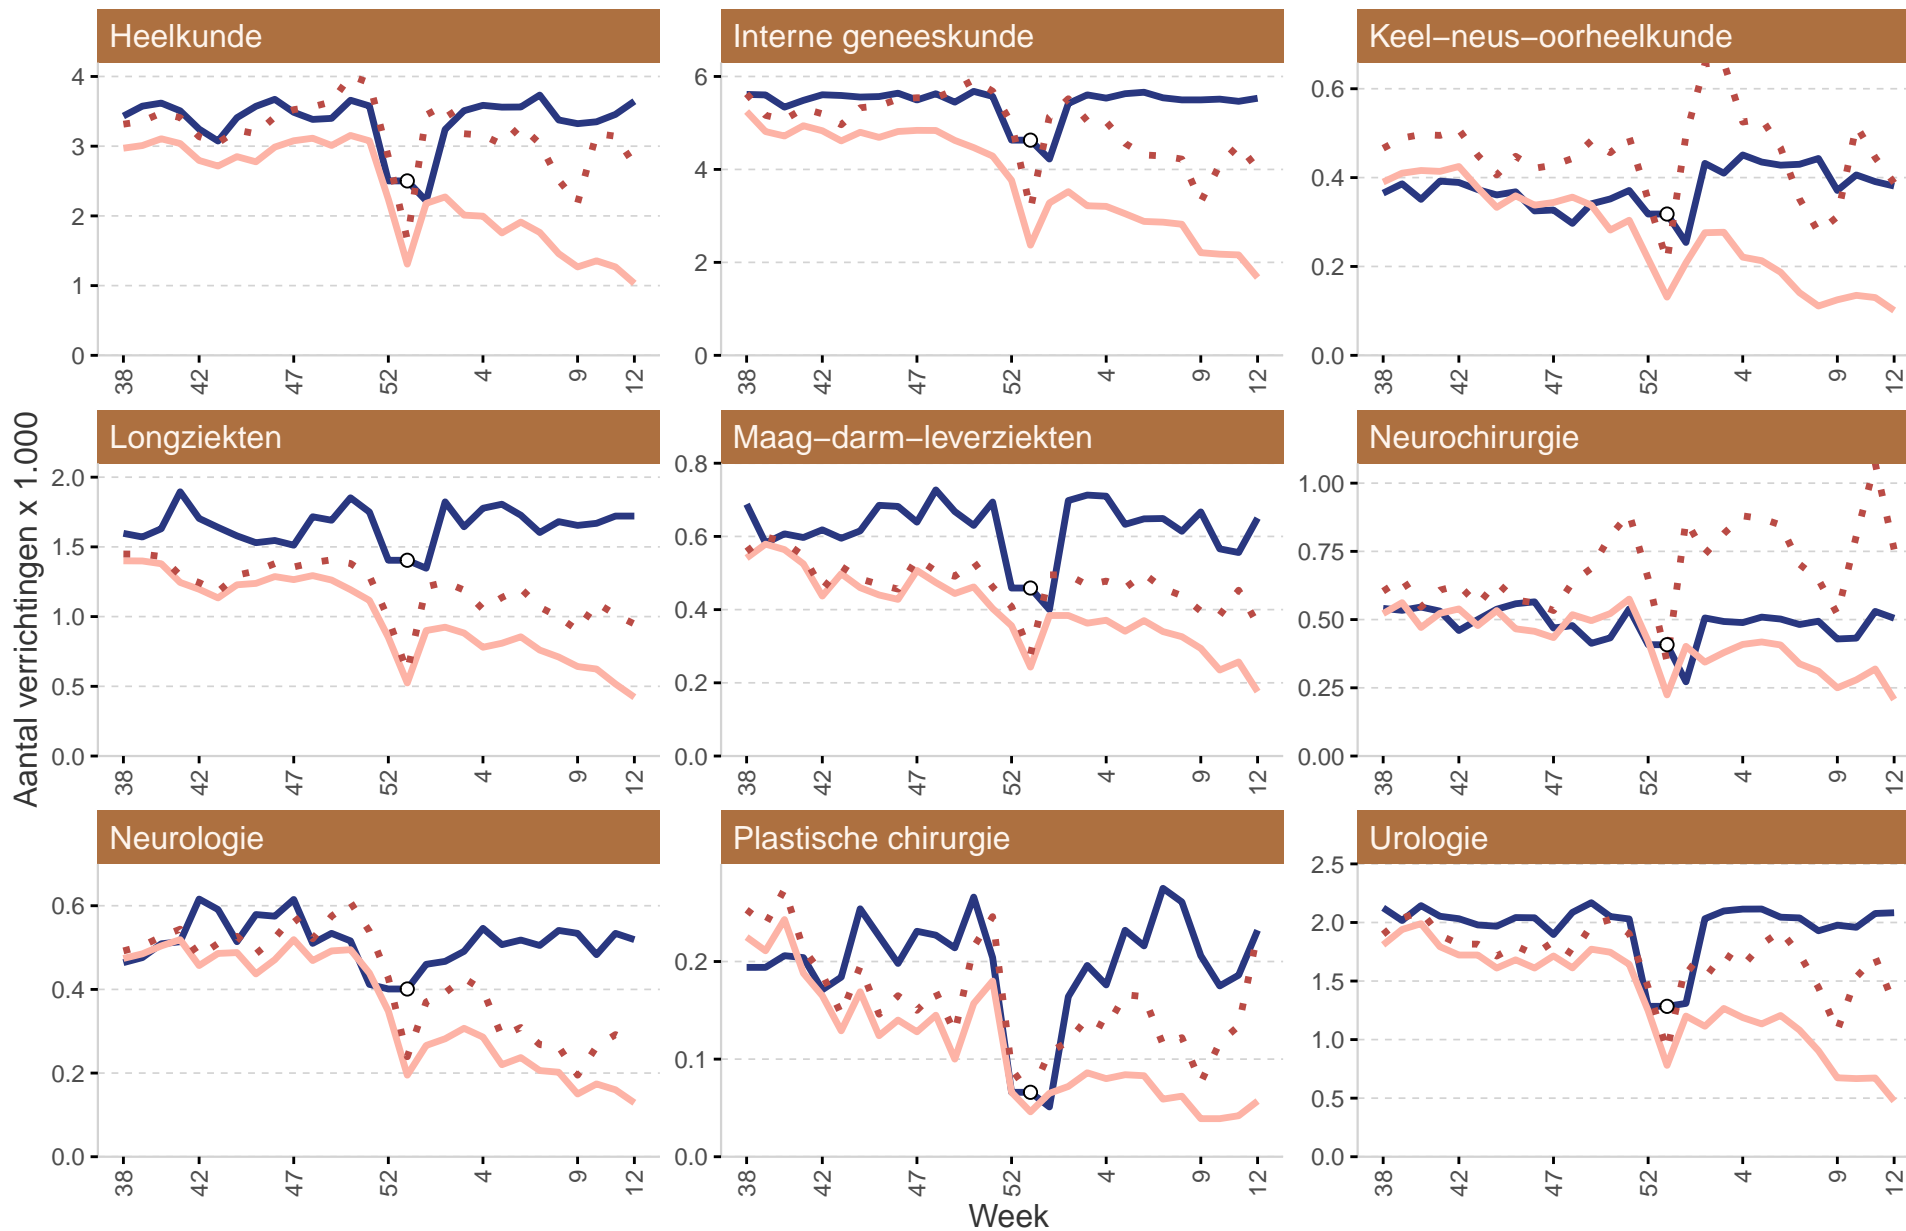 Heelkunde
Interne geneeskunde
Keel−neus−oorheelkunde
4
3
2
1
0
6
4
2
0
0.6
0.4
0.2
0.0
38 42 47 52 4 9 12
38 42 47 52 4 9 12
38 42 47 52 4 9 12
Aantal verrichtingen x 1.000
Longziekten
Maag−darm−leverziekten
Neurochirurgie
2.0
1.5
1.0
0.5
0.0
0.8
0.6
0.4
0.2
0.0
1.00
0.75
0.50
0.25
0.00
38 42 47 52 4 9 12
38 42 47 52 4 9 12
38 42 47 52 4 9 12
Neurologie
Plastische chirurgie
Urologie
0.6
0.4
0.2
0.0
0.2
0.1
0.0
2.5
2.0
1.5
1.0
0.5
0.0
38 42 47 52 4 9 12
38 42 47 52 4 9 12
38 42 47 52 4 9 12
Week